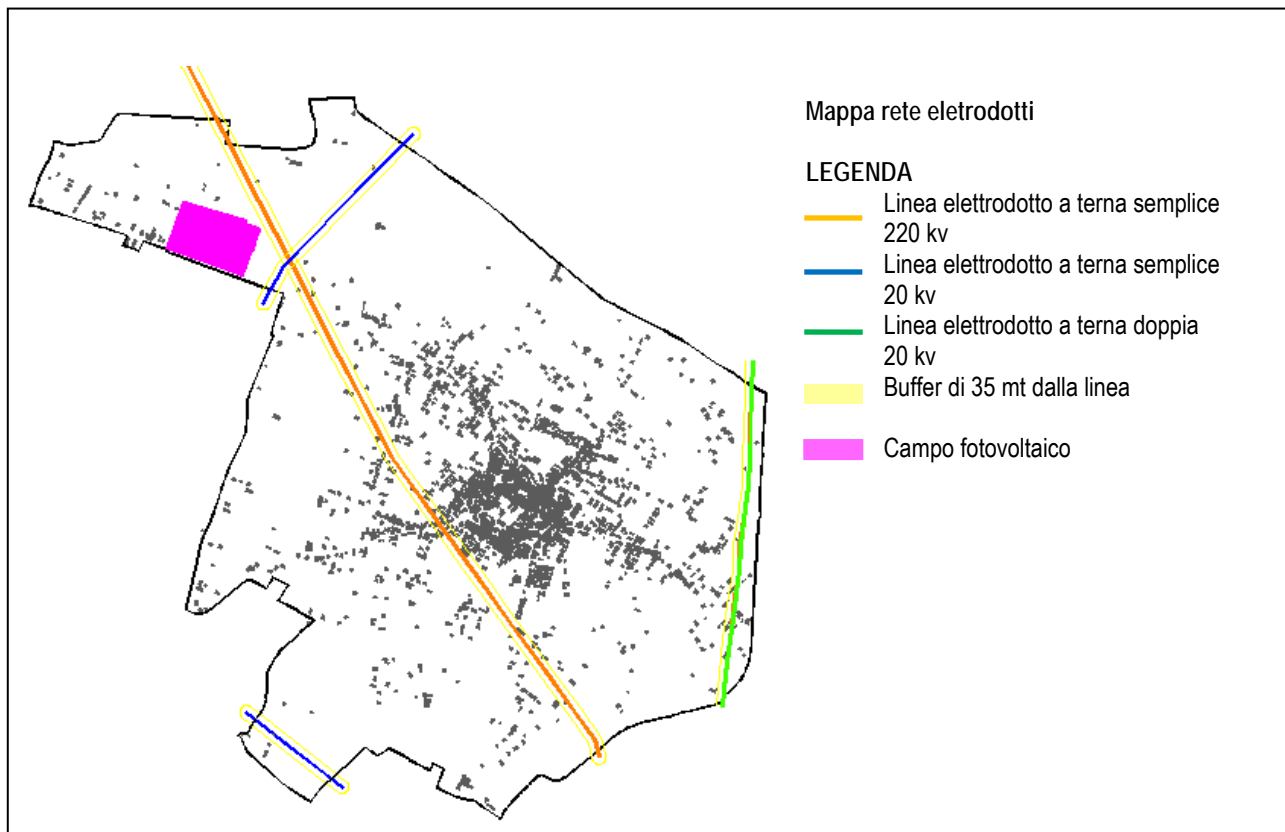 Mappa rete eletrodotti
LEGENDA
Linea elettrodotto a terna semplice
220 kv
Linea elettrodotto a terna semplice
20 kv
Linea elettrodotto a terna doppia
20 kv
Buffer di 35 mt dalla linea
Campo fotovoltaico